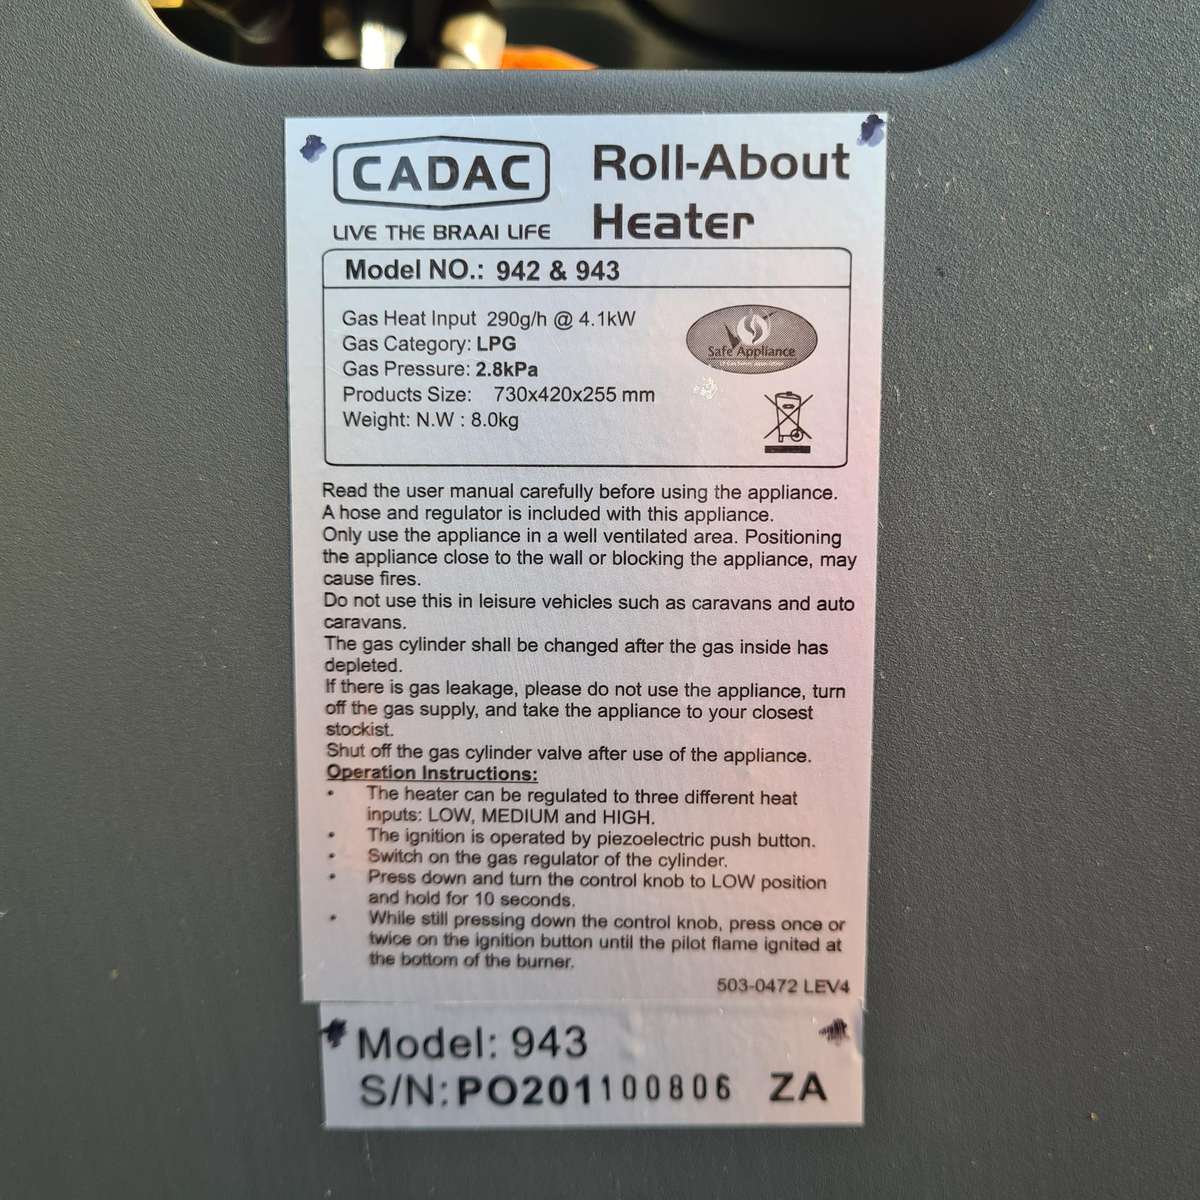 CADAC
LIVE THE BRAAI LIFE
Roll-About
Heater
Model NO.: 942 & 943
Gas Heat Input 290g/h @ 4.1kW
Gas Category: LPG
Gas Pressure: 2.8kPa
Products Size: 730x420x255 mm
Weight: N.W : 8.0kg
Safe Appliance
Read the user manual carefully before using the appliance.
A hose and regulator is included with this appliance.
Only use the appliance in a well ventilated area. Positioning
the appliance close to the wall or blocking the appliance, may
cause fires.
Do not use this in leisure vehicles such as caravans and auto
caravans.
The gas cylinder shall be changed after the gas inside has
depleted.
If there is gas leakage, please do not use the appliance, turn
off the gas supply, and take the appliance to your closest
stockist.
Shut off the gas cylinder valve after use of the appliance.
Operation Instructions:
• The heater can be regulated to three different heat
inputs: LOW, MEDIUM and HIGH.
• The ignition is operated by piezoelectric push button.
• Switch on the gas regulator of the cylinder.
• Press down and turn the control knob to LOW position
and hold for 10 seconds.
• While still pressing down the control knob, press once or
twice on the ignition button until the pilot flame ignited at
the bottom of the burner.
503-0472 LEV4
Model: 943
S/N: PO201100806 ZA